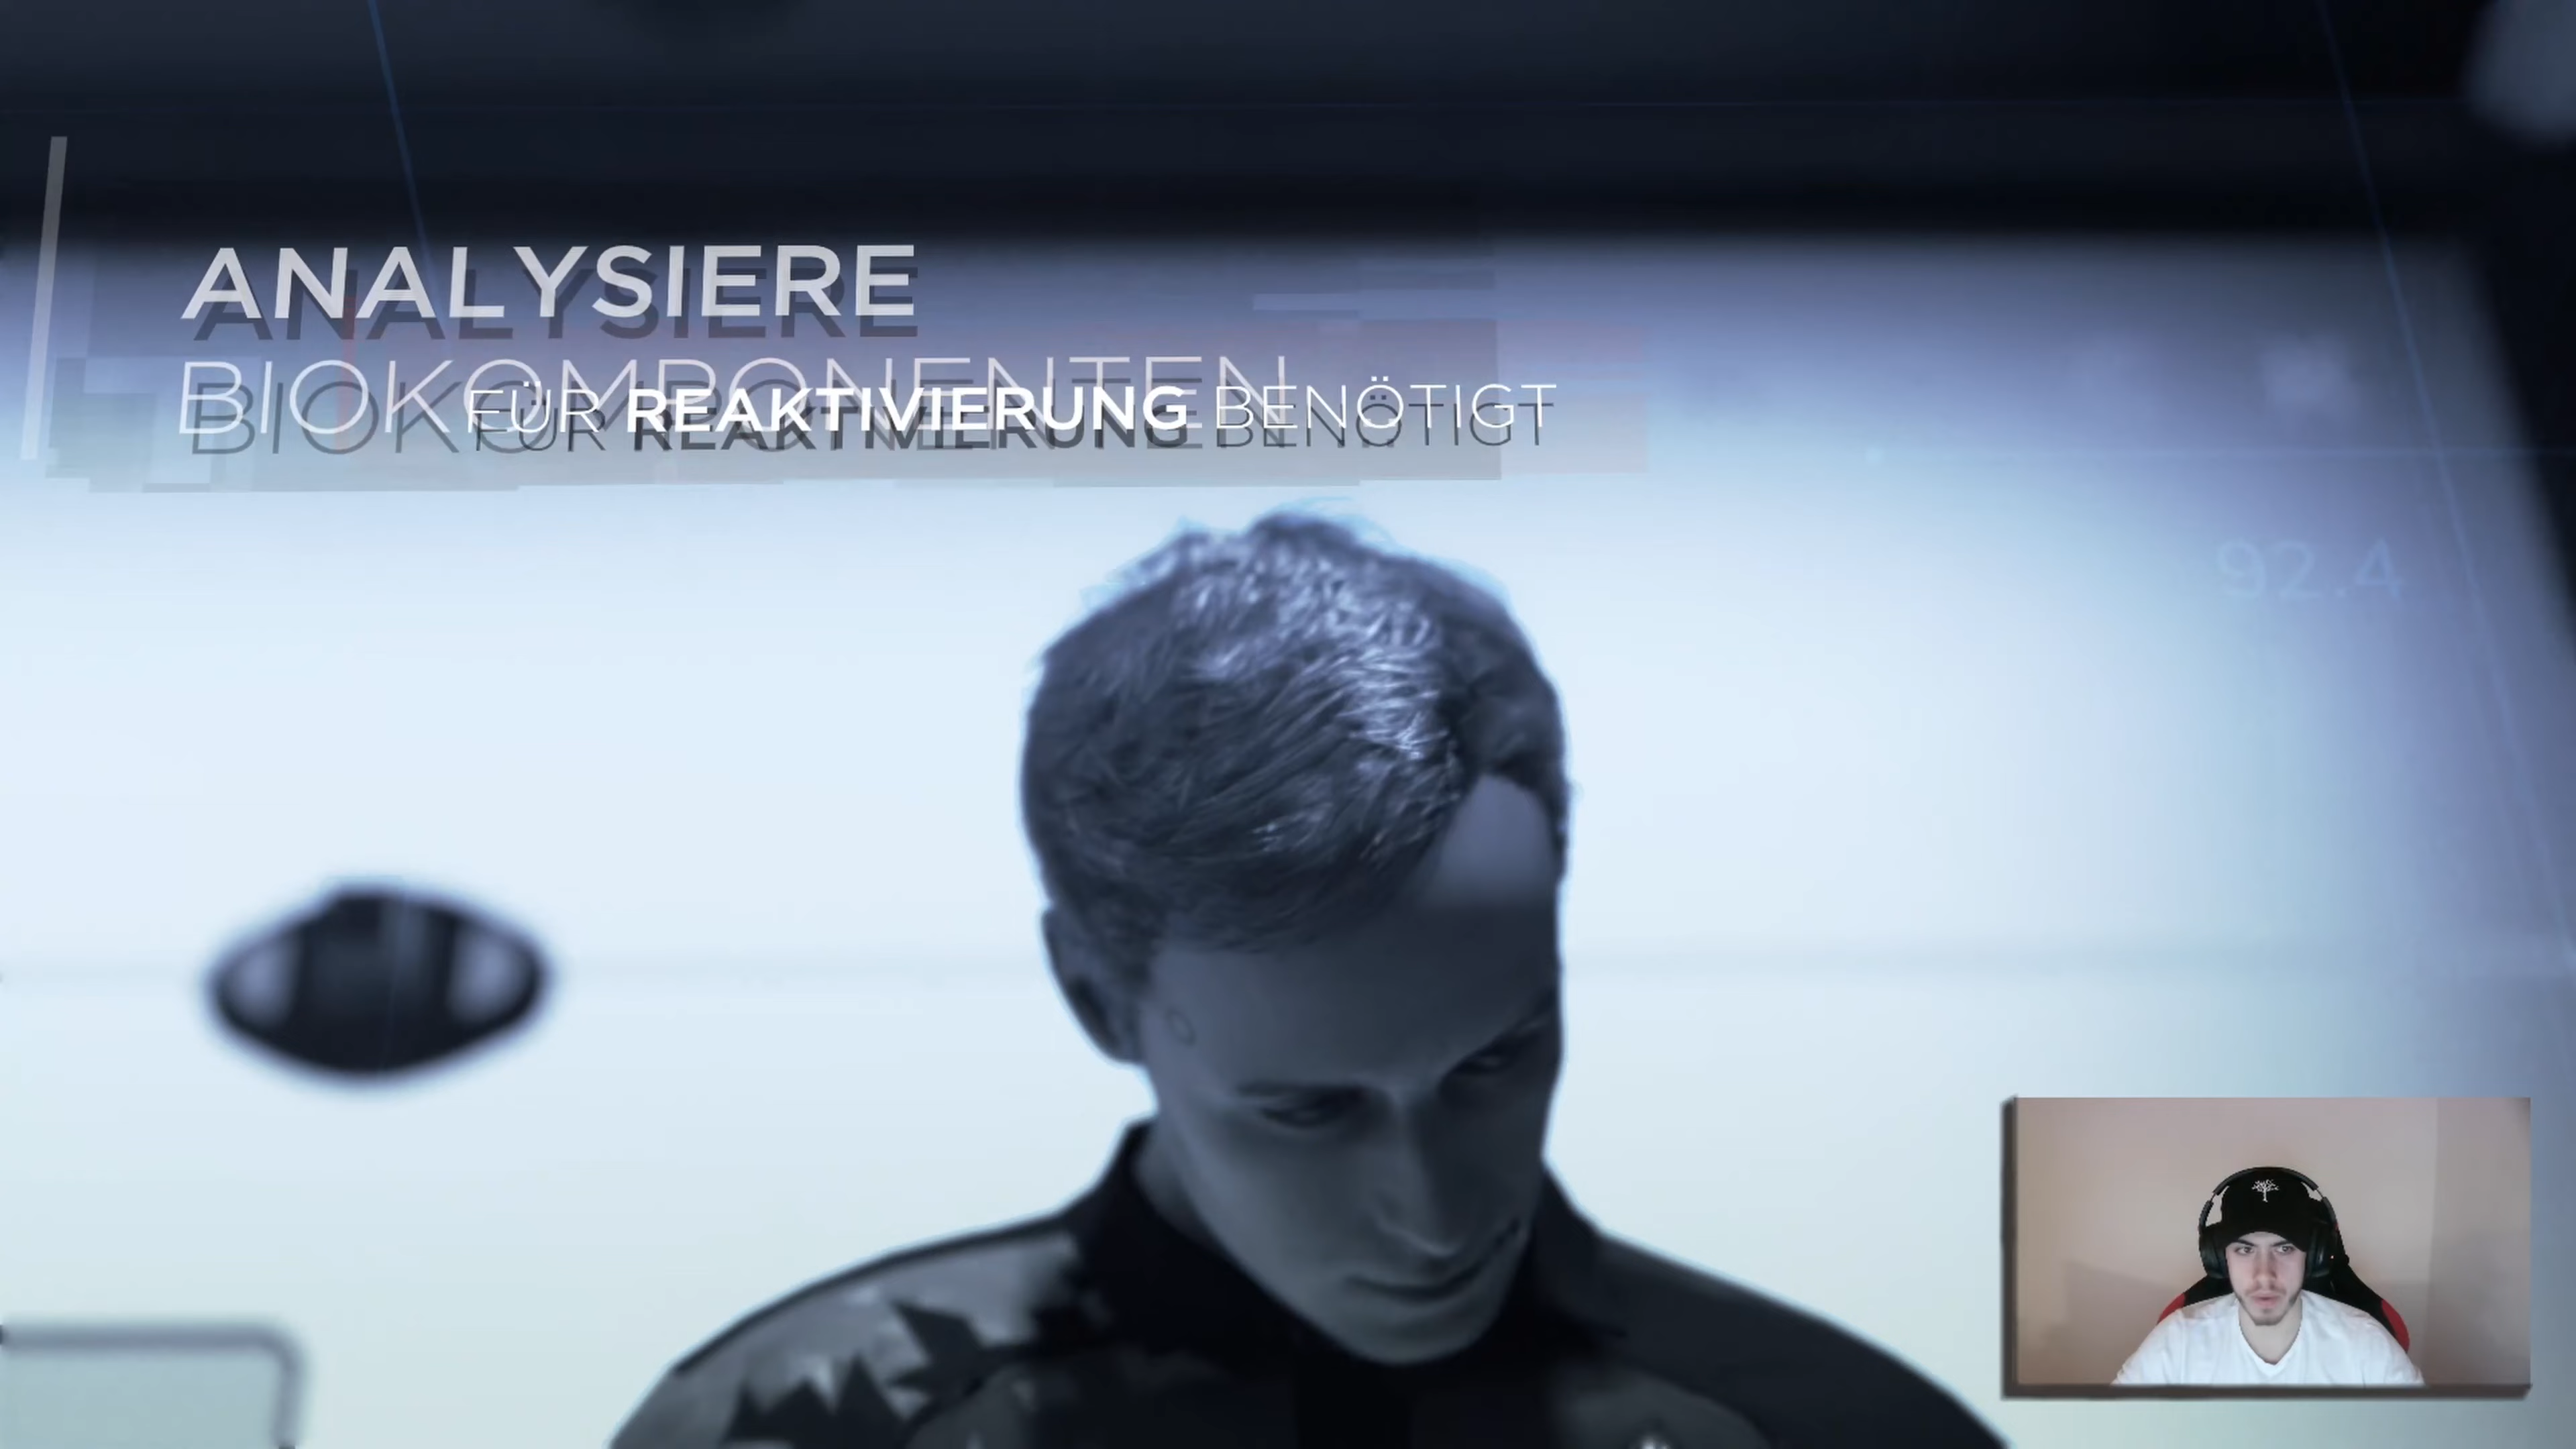 ANALYSIERE
BIOKOMPONENTEN
FÜR REAKTIVIERUNG BENÖTIGT
92.4